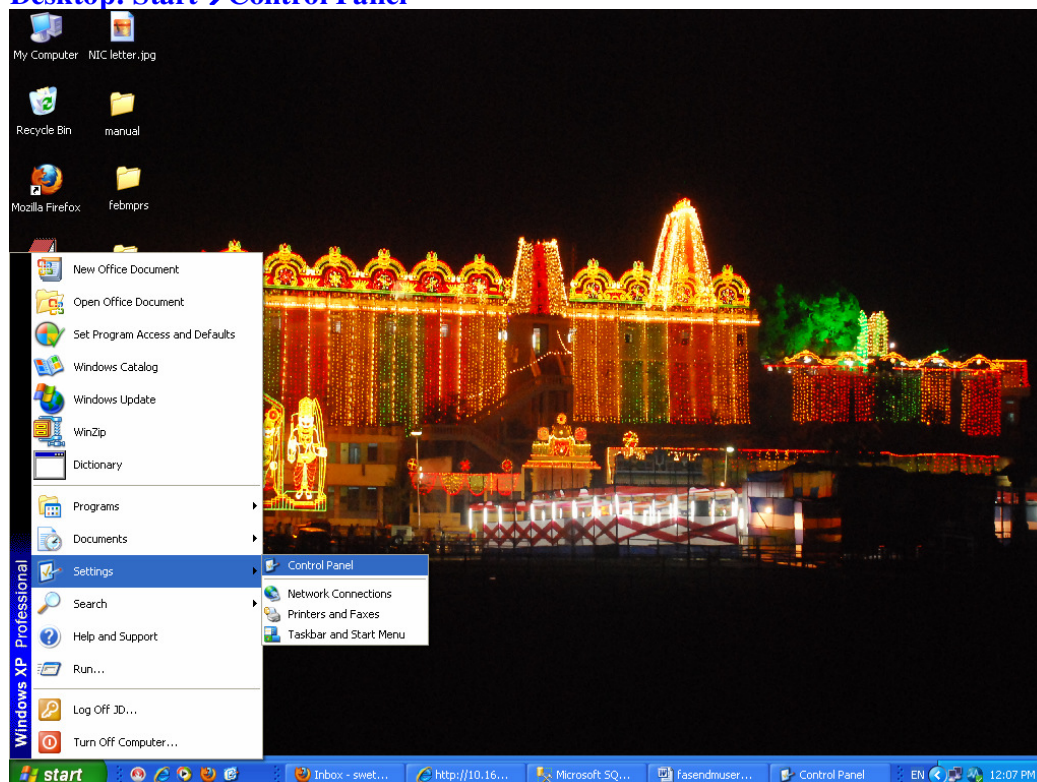 Desktop: Start→Control Panel
My Computer
NIC letter.jpg
Recycle Bin
manual
Mozilla Firefox
febmprs
New Office Document
Open Office Document
Set Program Access and Defaults
Windows Catalog
Windows Update
WinZip
Dictionary
Programs
Documents
Settings
Search
Help and Support
Run...
Log Off JD...
Turn Off Computer...
Windows XP Professional
Control Panel
Network Connections
Printers and Faxes
Taskbar and Start Menu
start
Inbox - swet...
http://10.16...
Microsoft SQ...
fasendmuser...
Control Panel
EN
12:07 PM